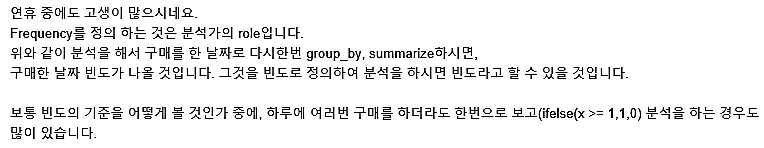 연휴 중에도 고생이 많으시네요.
Frequency를 정의 하는 것은 분석가의 role입니다.
위와 같이 분석을 해서 구매를 한 날짜로 다시한번 group_by, summarize하시면,
구매한 날짜 빈도가 나올 것입니다. 그것을 빈도로 정의하여 분석을 하시면 빈도라고 할 수 있을 것입니다.
보통 빈도의 기준을 어떻게 볼 것인가 중에, 하루에 여러번 구매를 하더라도 한번으로 보고(ifelse(x >= 1,1,0) 분석을 하는 경우도
많이 있습니다.